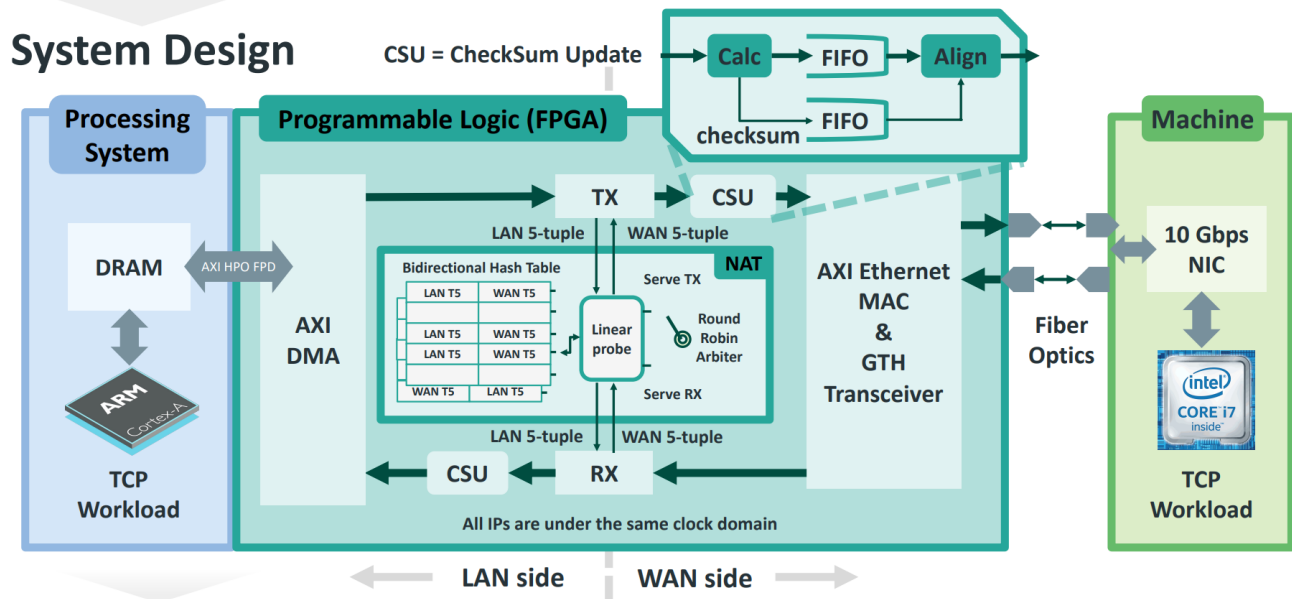 System Design
CSU = CheckSum Update
Calc
FIFO
Align
FIFO
checksum
Processing
System
Programmable Logic (FPGA)
Machine
TX
CSU
LAN 5-tuple
WAN 5-tuple
DRAM
AXI HPO FPD
AXI
DMA
NAT
Bidirectional Hash Table
LAN T5
WAN T5
LAN T5
WAN T5
LAN T5
WAN T5
WAN T5
LAN T5
Linear
probe
Serve TX
Round
Robin
Arbiter
Serve RX
AXI Ethernet
MAC
&
GTH
Transceiver
Fiber
Optics
10 Gbps
NIC
ARM
Cortex-A
TCP
Workload
LAN 5-tuple
WAN 5-tuple
CSU
RX
All IPs are under the same clock domain
intel
CORE i7
inside™
TCP
Workload
LAN side
WAN side